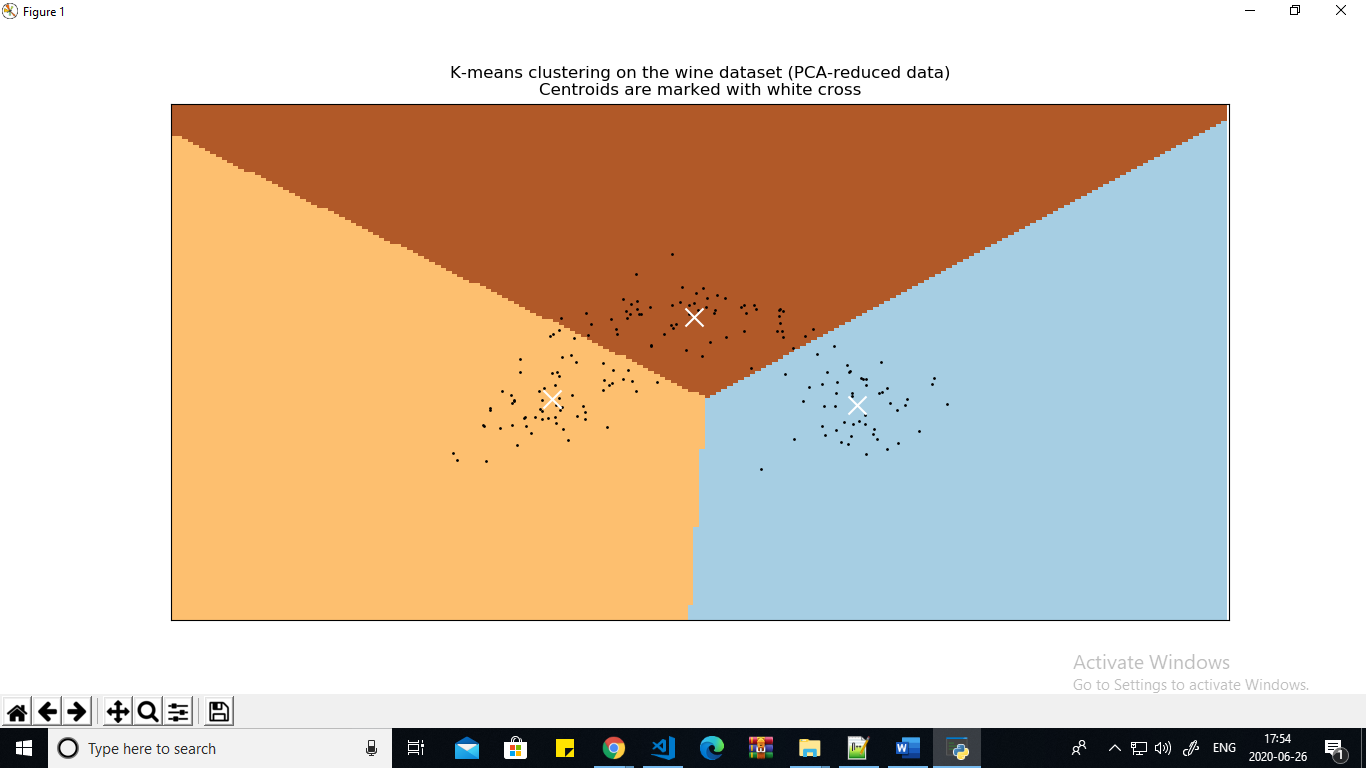 Figure 1
K-means clustering on the wine dataset (PCA-reduced data)
Centroids are marked with white cross
Activate Windows
Go to Settings to activate Windows.
Type here to search
ENG
17:54
2020-06-26
1